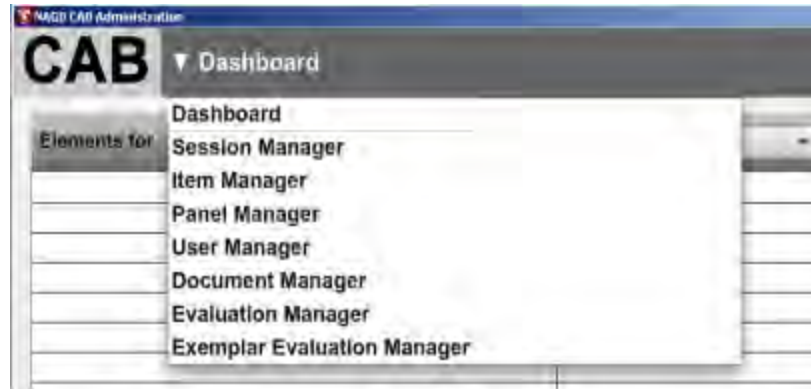 NAGB CAB Administration
CAB ▼ Dashboard
Dashboard
Elements for
Session Manager
Item Manager
Panel Manager
User Manager
Document Manager
Evaluation Manager
Exemplar Evaluation Manager